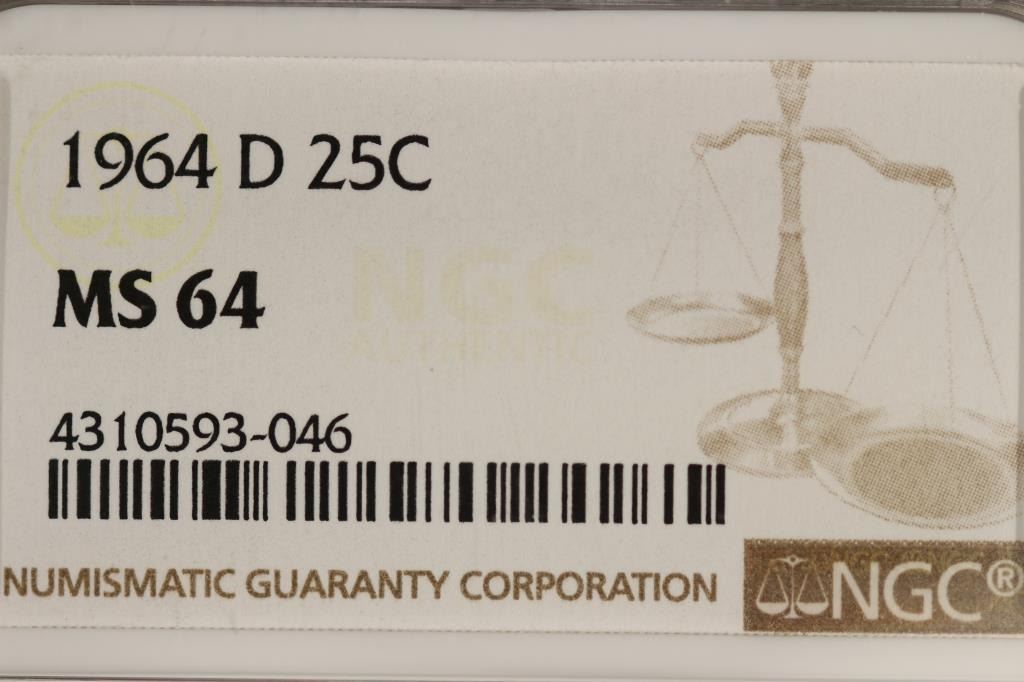 1964 D 25C
NGC
AUTHENTIC
MS 64
4310593-046
NUMISMATIC GUARANTY CORPORATION
NGC®